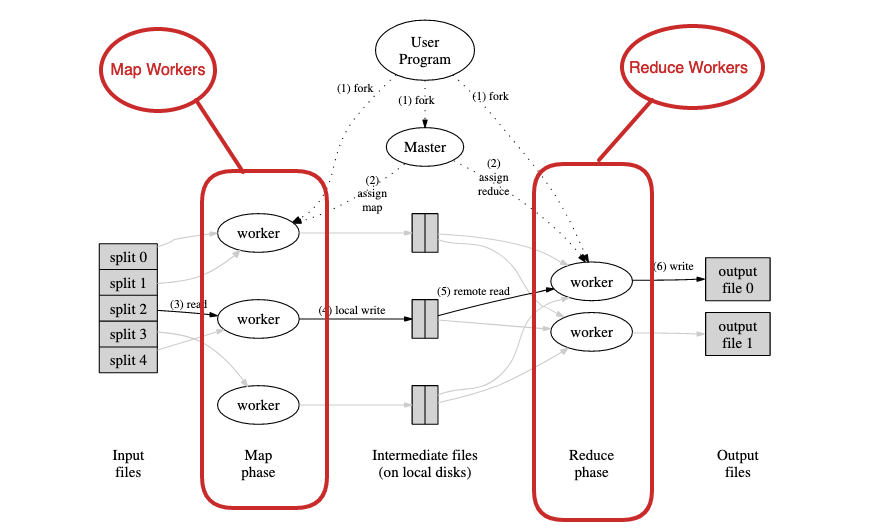 User
Program
Map Workers
Reduce Workers
(1) fork
(1) fork
(1) fork
Master
(2)
assign
map
(2)
assign
reduce
split 0
split 1
split 2
split 3
split 4
(3) read
worker
worker
worker
(4) local write
(5) remote read
worker
worker
(6) write
output
file 0
output
file 1
Input
files
Map
phase
Intermediate files
(on local disks)
Reduce
phase
Output
files